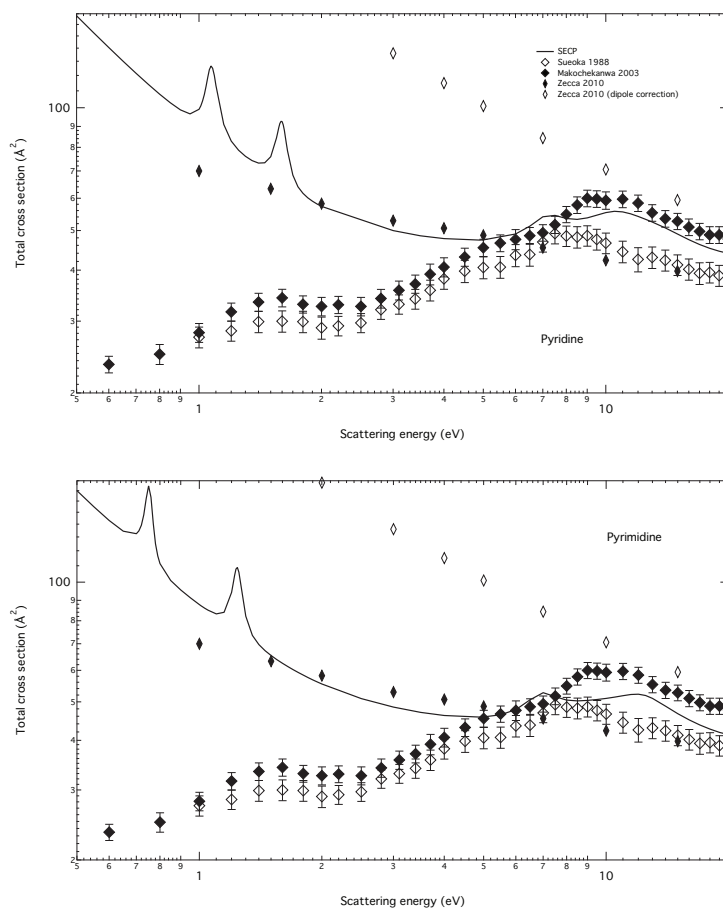 100
9
8
7
6
5
4
3
2
Total cross section (Å2)
SECP
Sueoka 1988
Makochekanwa 2003
Zecca 2010
Zecca 2010 (dipole correction)
Pyridine
5 6 7 8 9 1 2 3 4 5 6 7 8 9 10
Scattering energy (eV)
100
9
8
7
6
5
4
3
2
Total cross section (Å2)
Pyrimidine
5 6 7 8 9 1 2 3 4 5 6 7 8 9 10
Scattering energy (eV)